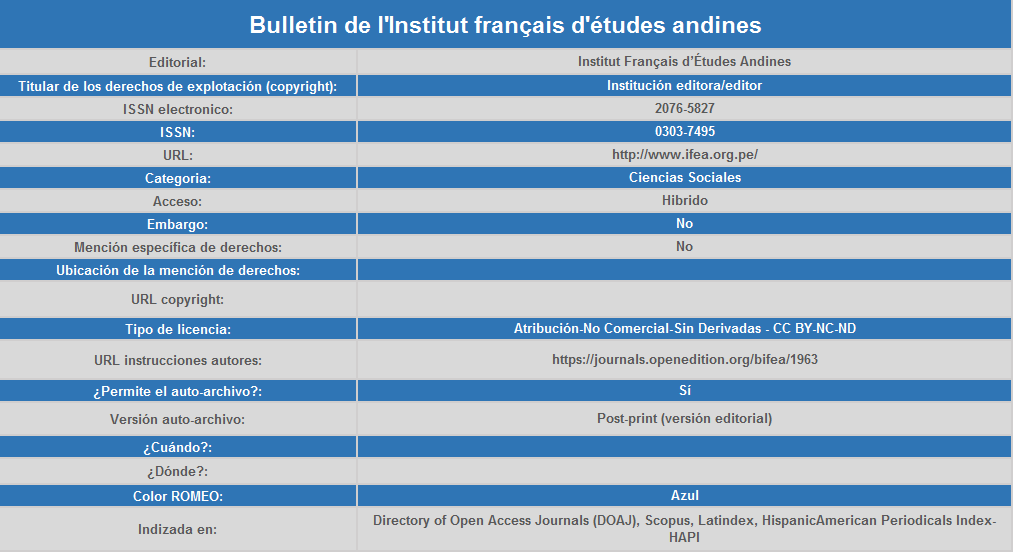 Bulletin de l'Institut français d'études andines
Editorial: Institut Français d'Études Andines
Titular de los derechos de explotación (copyright): Institución editora/editor
ISSN electronico: 2076-5827
ISSN: 0303-7495
URL: http://www.ifea.org.pe/
Categoria: Ciencias Sociales
Acceso: Hibrido
Embargo: No
Mención específica de derechos: No
Ubicación de la mención de derechos:
URL copyright:
Tipo de licencia: Atribución-No Comercial-Sin Derivadas - CC BY-NC-ND
URL instrucciones autores: https://journals.openedition.org/bifea/1963
¿Permite el auto-archivo?: Sí
Versión auto-archivo: Post-print (versión editorial)
¿Cuándo?:
¿Dónde?:
Color ROMEO: Azul
Indizada en: Directory of Open Access Journals (DOAJ), Scopus, Latindex, HispanicAmerican Periodicals Index-
HAPI